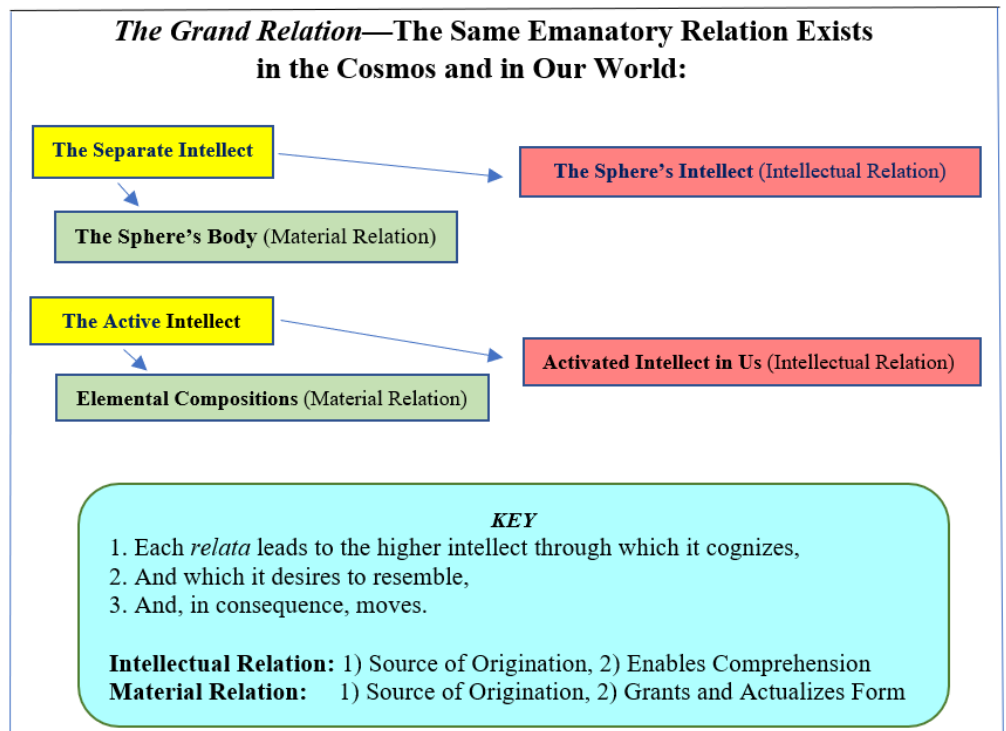 The Grand Relation—The Same Emanatory Relation Exists
in the Cosmos and in Our World:
The Separate Intellect
The Sphere’s Intellect (Intellectual Relation)
The Sphere’s Body (Material Relation)
The Active Intellect
Activated Intellect in Us (Intellectual Relation)
Elemental Compositions (Material Relation)
KEY
1. Each relata leads to the higher intellect through which it cognizes,
2. And which it desires to resemble,
3. And, in consequence, moves.
Intellectual Relation: 1) Source of Origination, 2) Enables Comprehension
Material Relation: 1) Source of Origination, 2) Grants and Actualizes Form